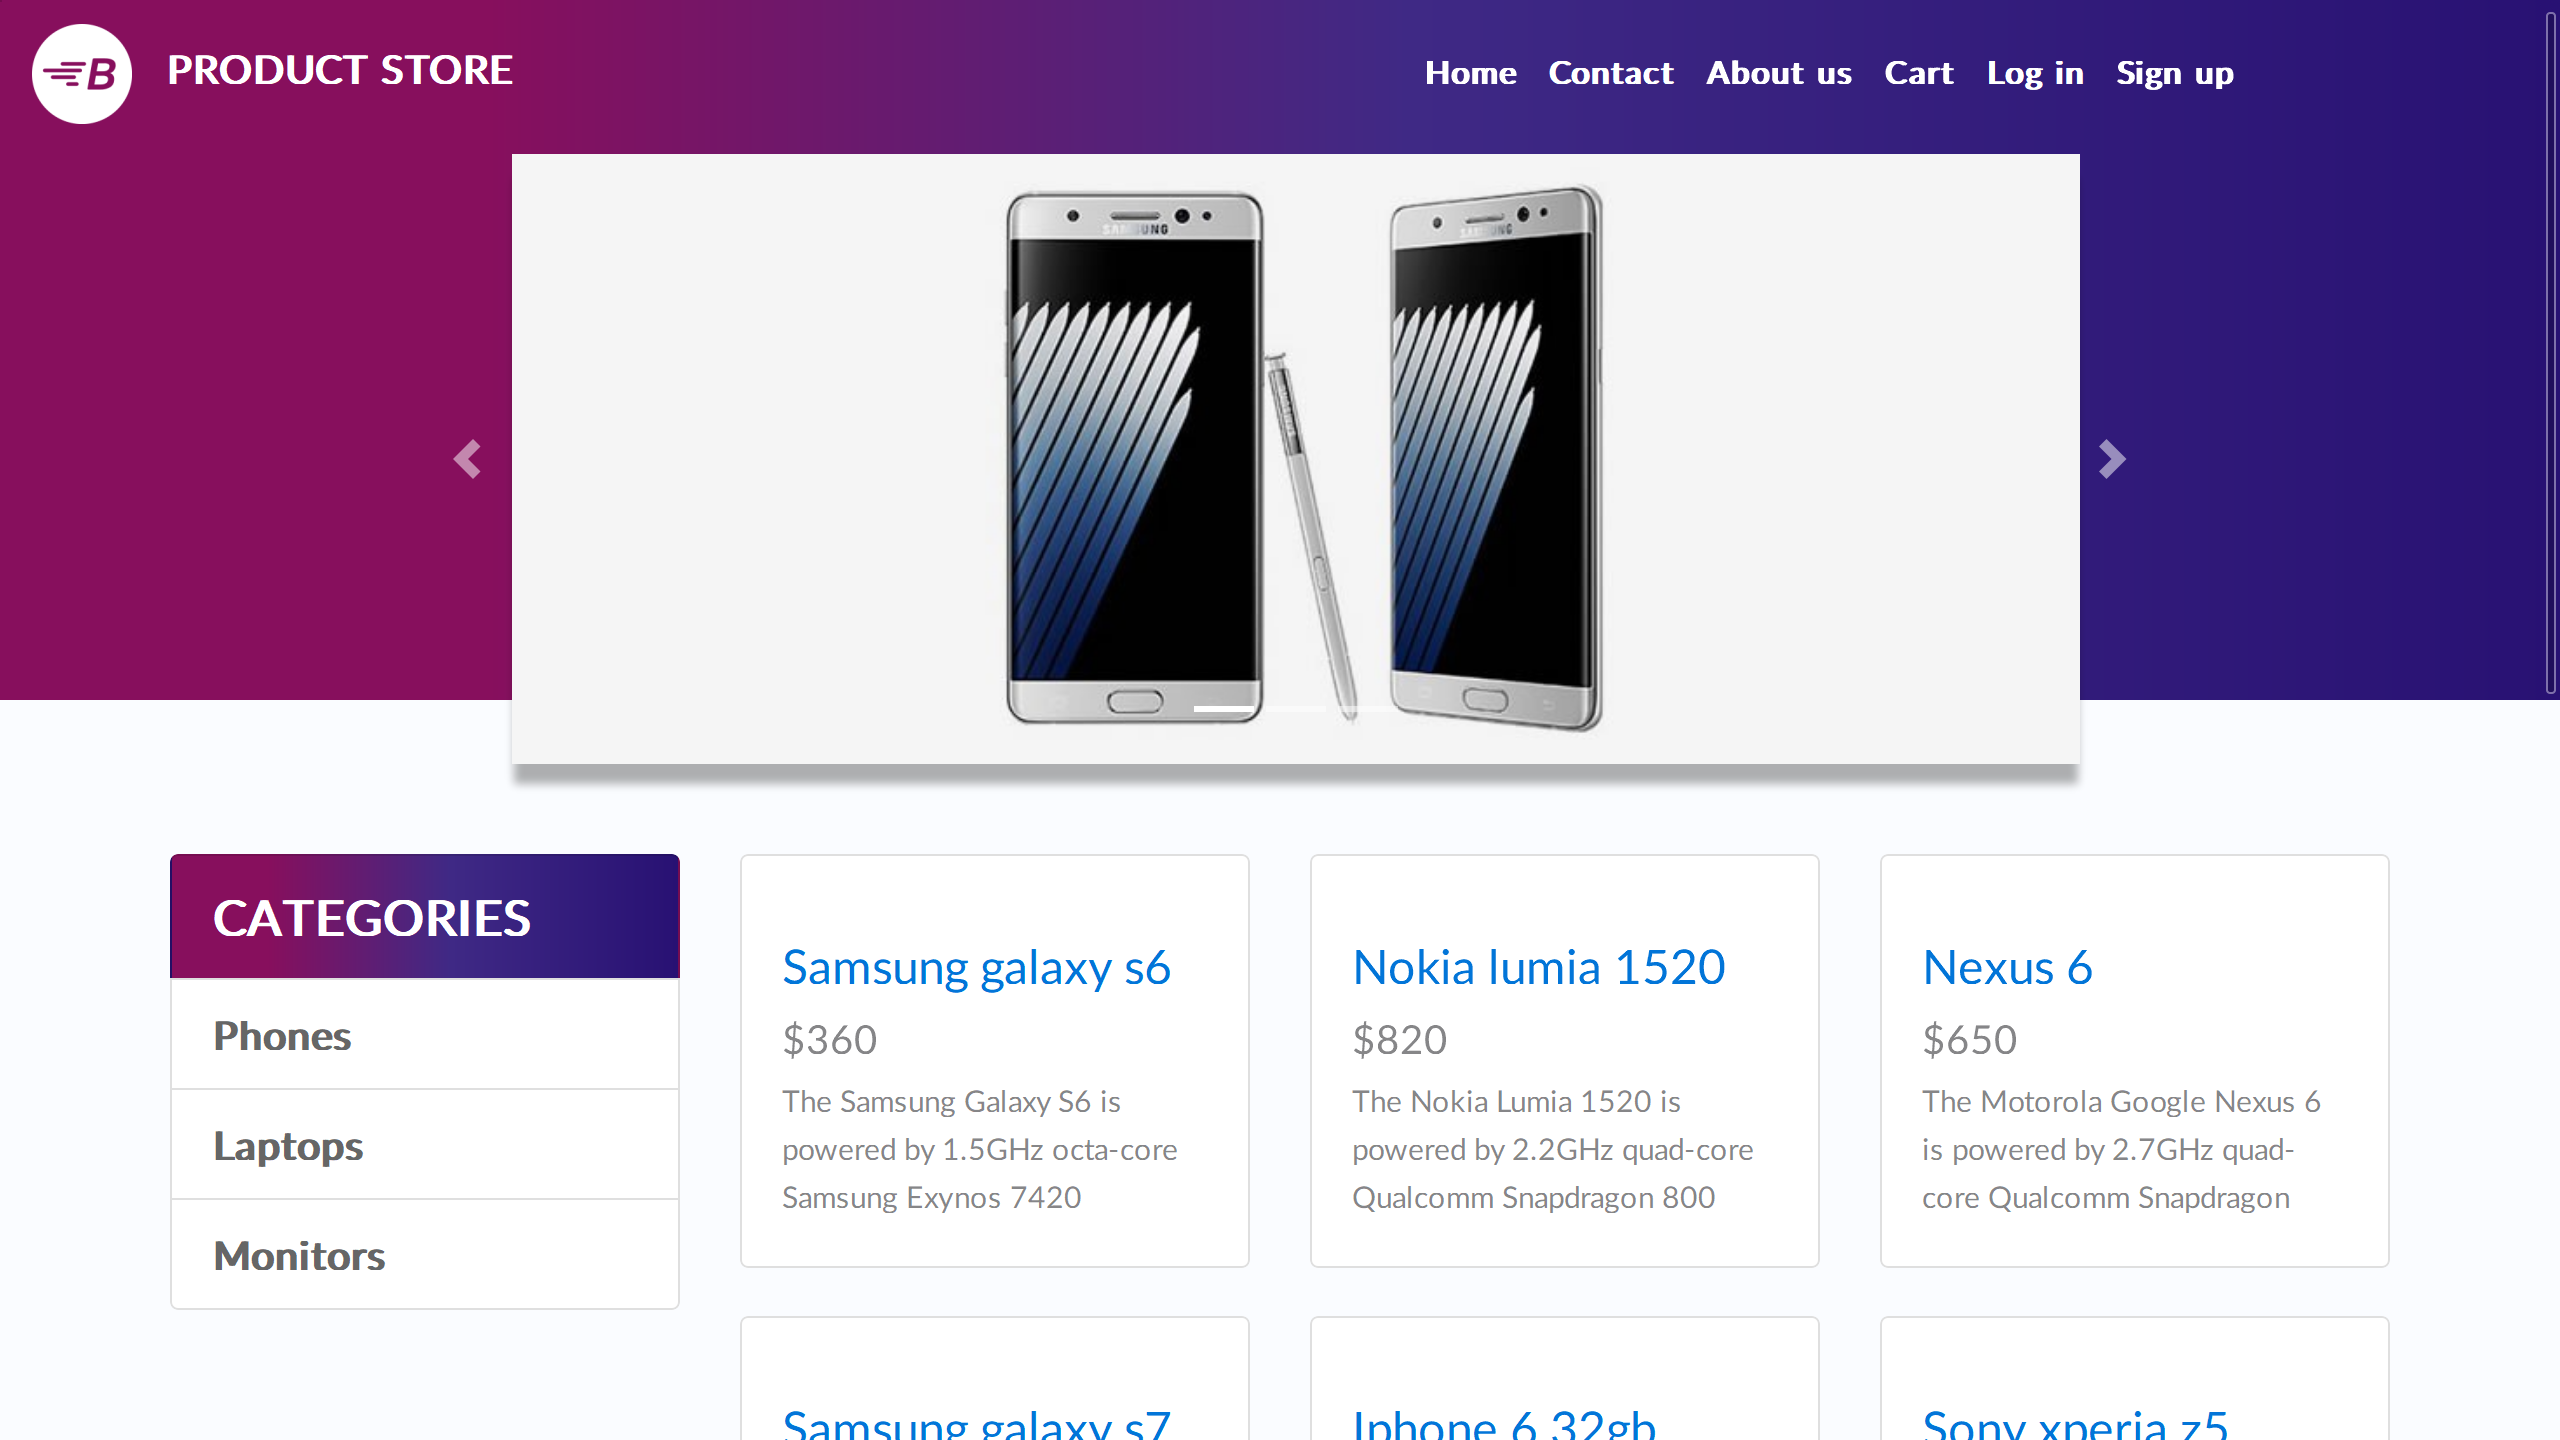 B PRODUCT STORE
Home Contact About us Cart Log in Sign up
SAMSUNG
SAMSUNG
CATEGORIES
Phones
Laptops
Monitors
Samsung galaxy s6
$360
The Samsung Galaxy S6 is
powered by 1.5GHz octa-core
Samsung Exynos 7420
Nokia lumia 1520
$820
The Nokia Lumia 1520 is
powered by 2.2GHz quad-core
Qualcomm Snapdragon 800
Nexus 6
$650
The Motorola Google Nexus 6
is powered by 2.7GHz quad-
core Qualcomm Snapdragon
Samsung galaxy s7
Iphone 6 32gb
Sony xperia z5